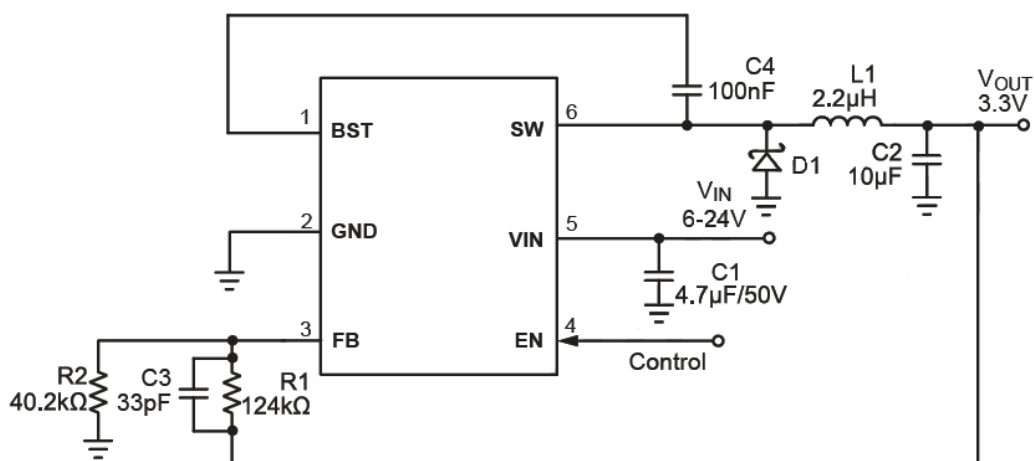 C4
100nF
L1
2.2µH
VOUT
3.3V
1
BST
SW
6
D1
C2
10µF
2
GND
VIN
5
VIN
6-24V
C1
4.7µF/50V
3
FB
EN
4
Control
R2
40.2kΩ
C3
33pF
R1
124kΩ